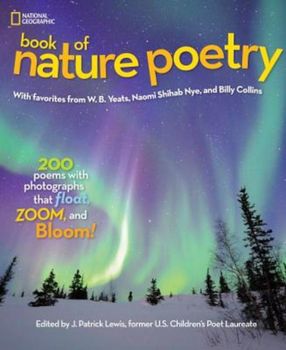 NATIONAL GEOGRAPHIC
book of
nature poetry
With favorites from W. B. Yeats, Naomi Shihab Nye, and Billy Collins
200
poems with
photographs
that float,
ZOOM, and
Bloom!
Edited by J. Patrick Lewis, former U.S. Children's Poet Laureate